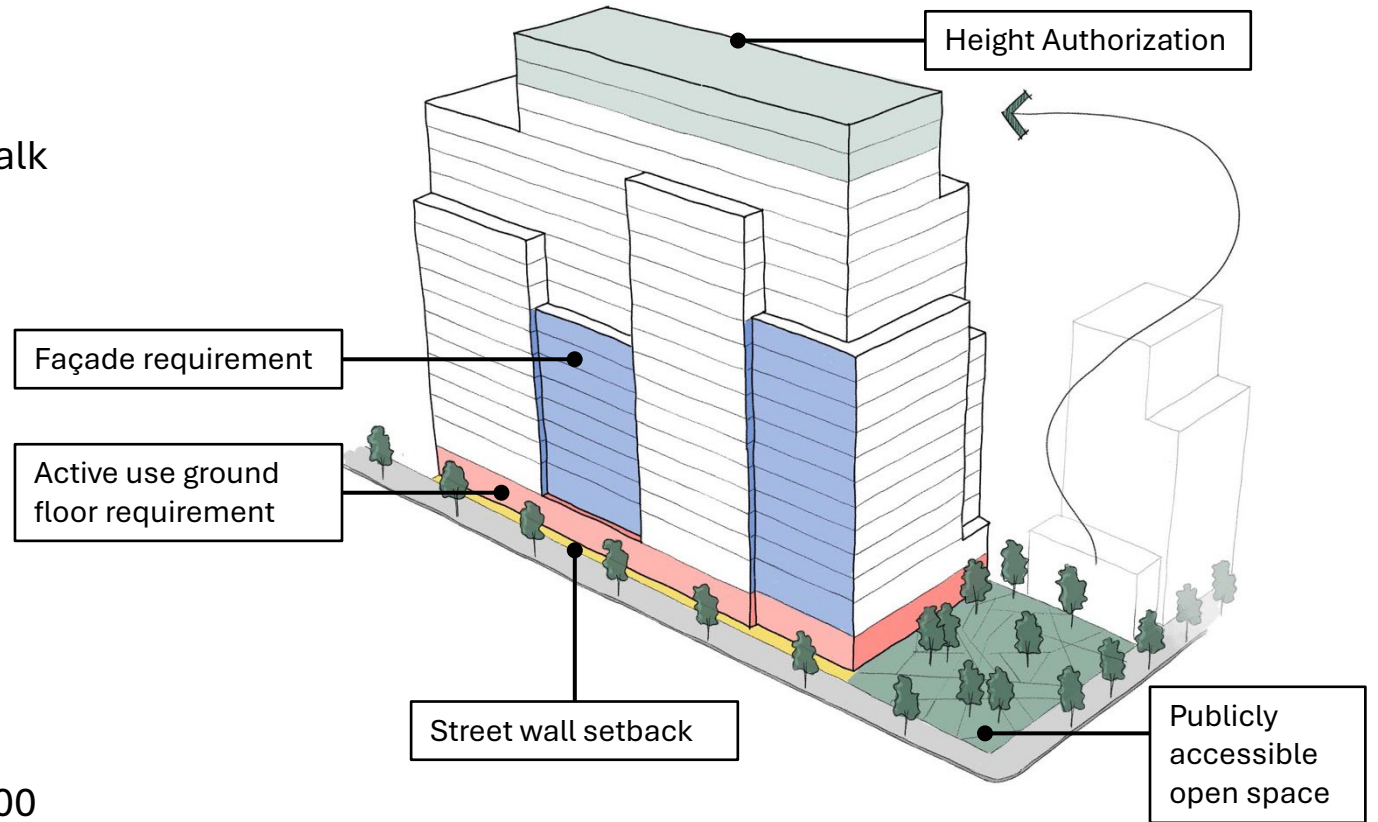 Height Authorization
alk
Façade requirement
Active use ground
floor requirement
Street wall setback
Publicly
accessible
open space
00